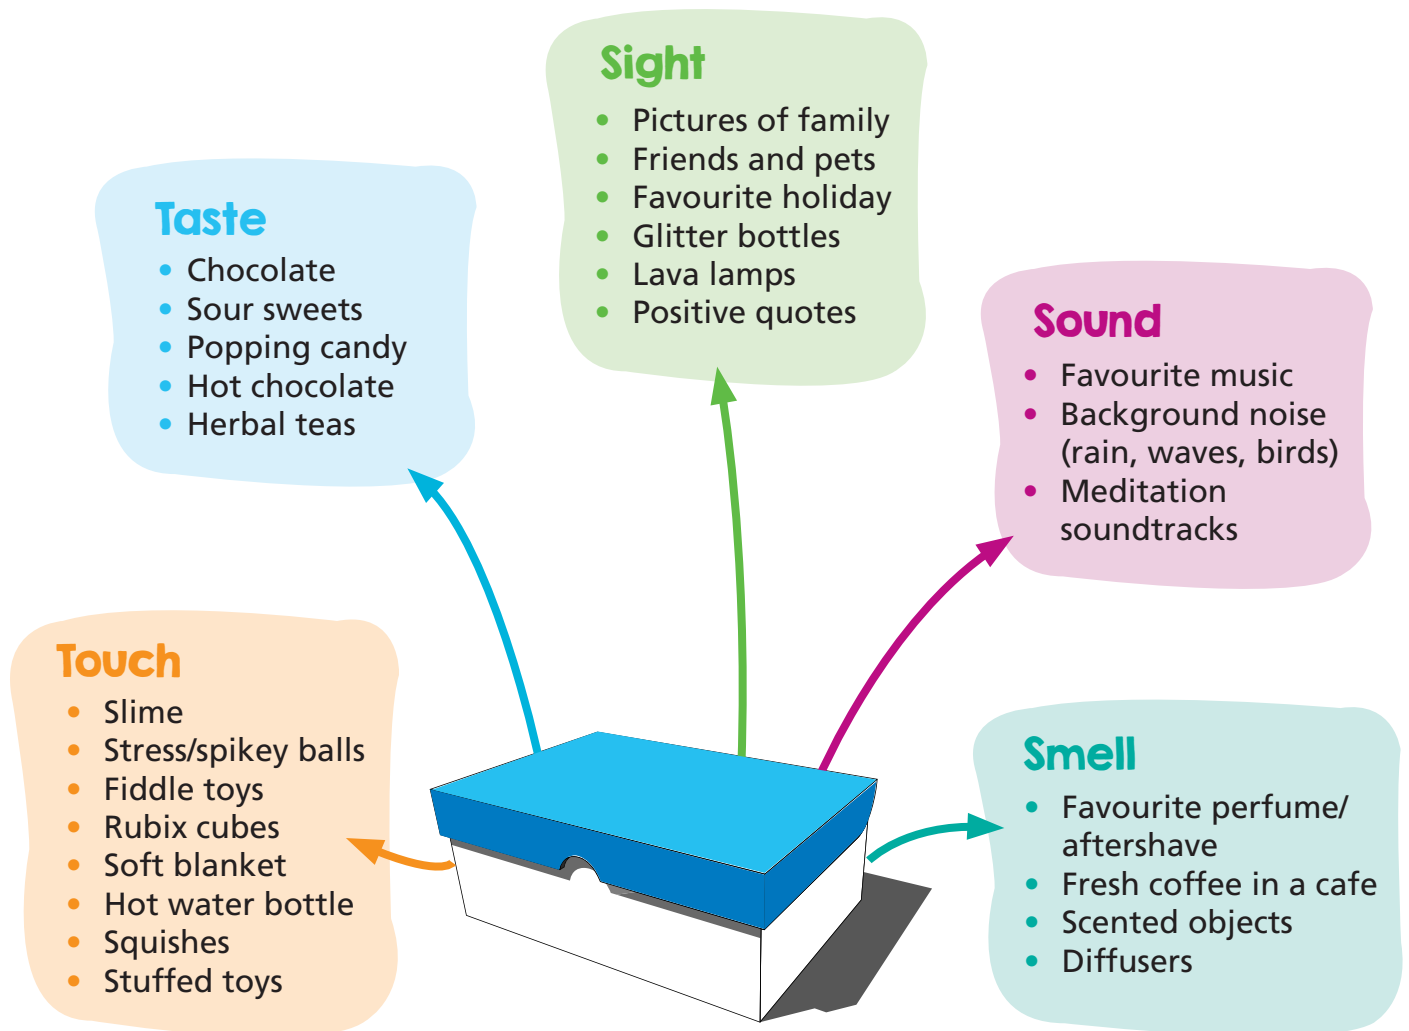 Sight
• Pictures of family
• Friends and pets
• Favourite holiday
• Glitter bottles
• Lava lamps
• Positive quotes
Taste
• Chocolate
• Sour sweets
• Popping candy
• Hot chocolate
• Herbal teas
Sound
• Favourite music
• Background noise
(rain, waves, birds)
• Meditation
soundtracks
Touch
• Slime
• Stress/spikey balls
• Fiddle toys
• Rubix cubes
• Soft blanket
• Hot water bottle
• Squishes
• Stuffed toys
Smell
• Favourite perfume/
aftershave
• Fresh coffee in a cafe
• Scented objects
• Diffusers